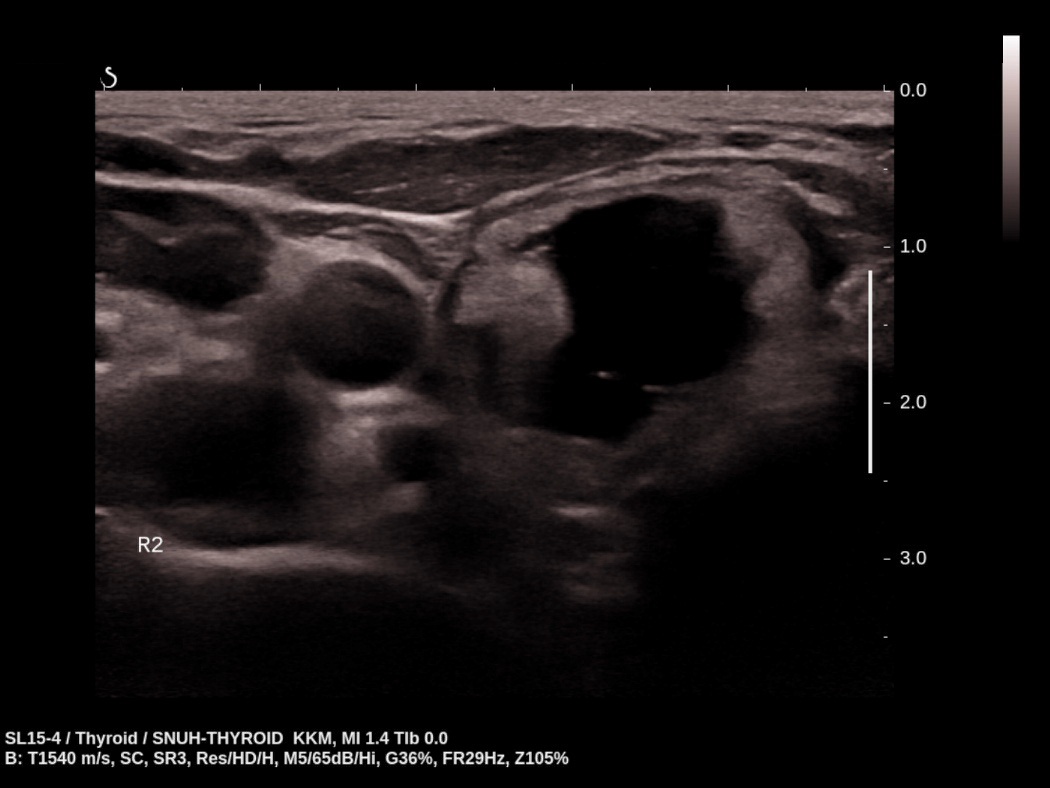 S
0.0
1.0
2.0
R2
3.0
SL15-4 / Thyroid / SNUH-THYROID KKM, MI 1.4 TIb 0.0
B: T1540 m/s, SC, SR3, Res/HD/H, M5/65dB/Hi, G36%, FR29Hz, Z105%